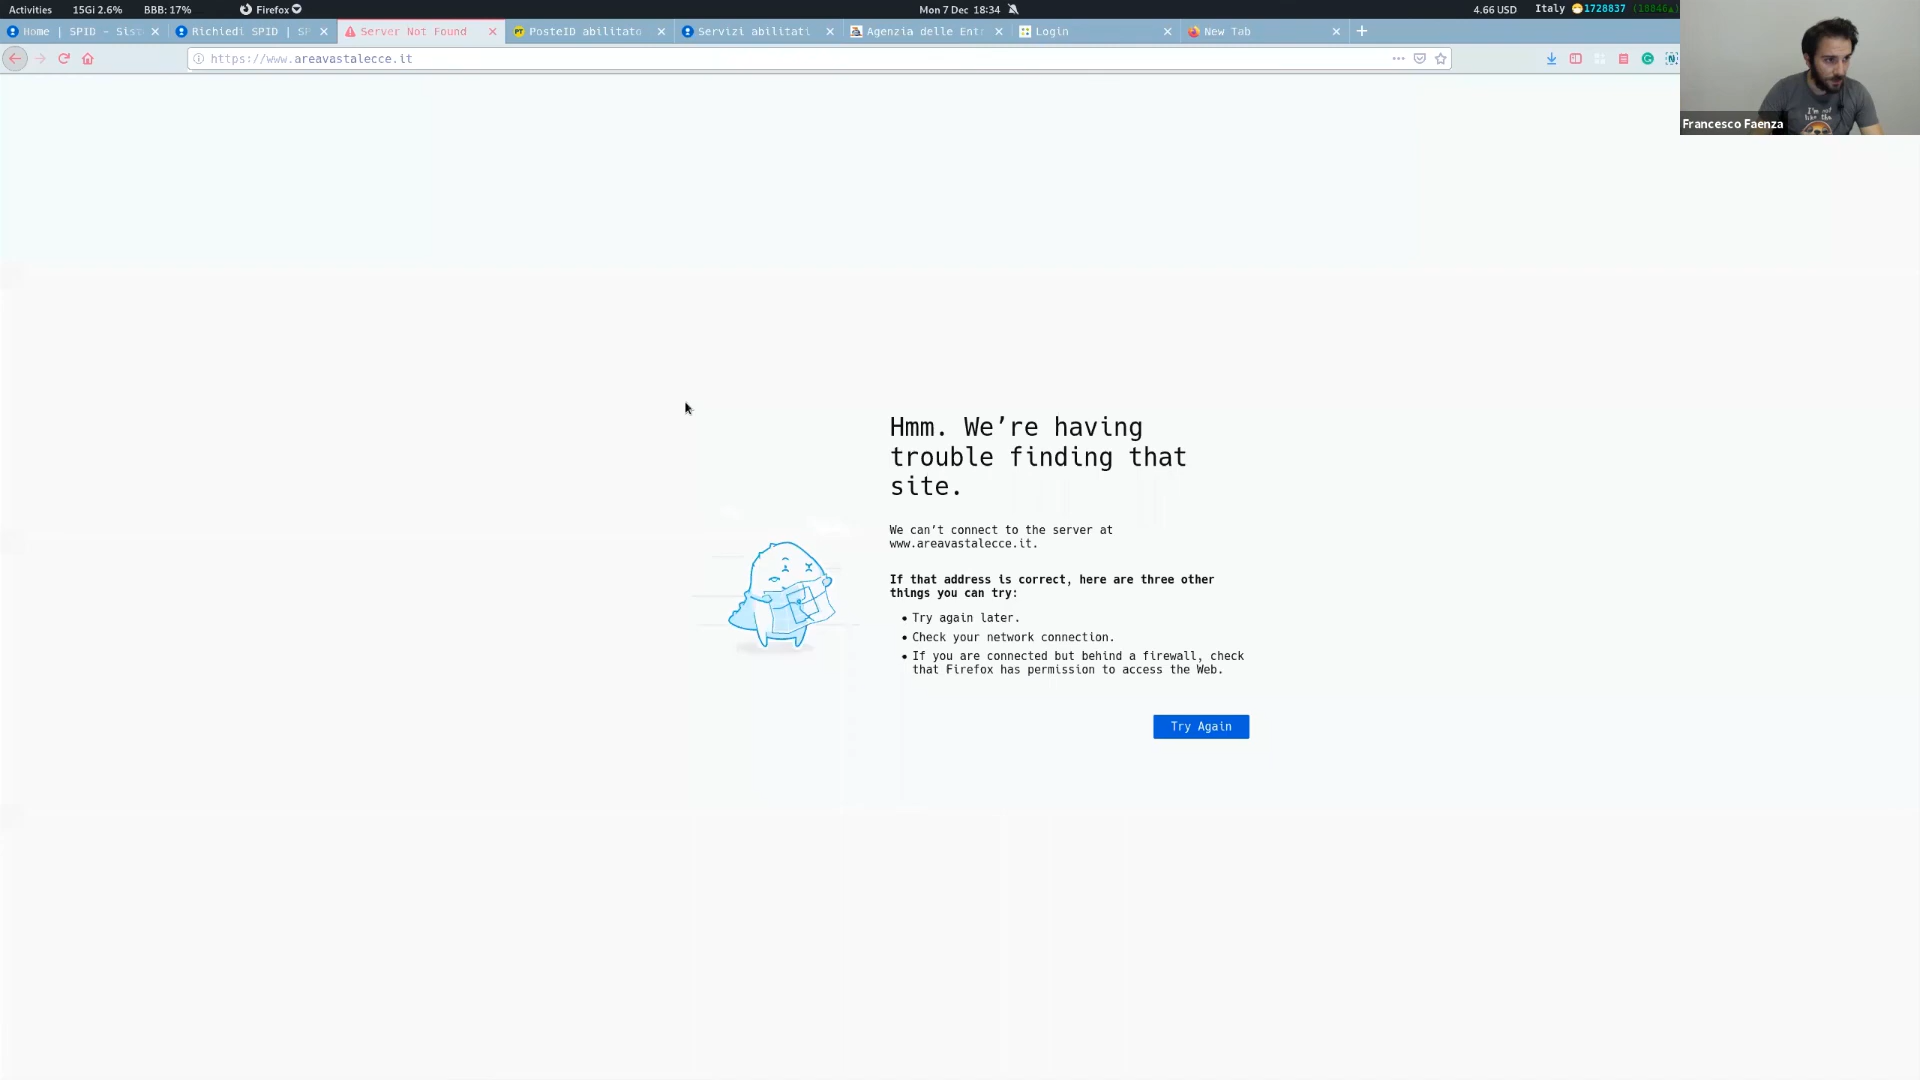 Activities 15Gi 2.6% BBB: 17% Firefox Mon 7 Dec 18:34 4.66 USD Italy 1728837 (18846▲)
Home | SPID - Sist Richiedi SPID | SP Server Not Found PosteID abilitato Servizi abilitati Agenzia delle Entr Login New Tab
https://www.areavastalecce.it
I'm not
like the
Francesco Faenza
Hmm. We’re having
trouble finding that
site.
We can’t connect to the server at
www.areavastalecce.it.
If that address is correct, here are three other
things you can try:
• Try again later.
• Check your network connection.
• If you are connected but behind a firewall, check
that Firefox has permission to access the Web.
Try Again